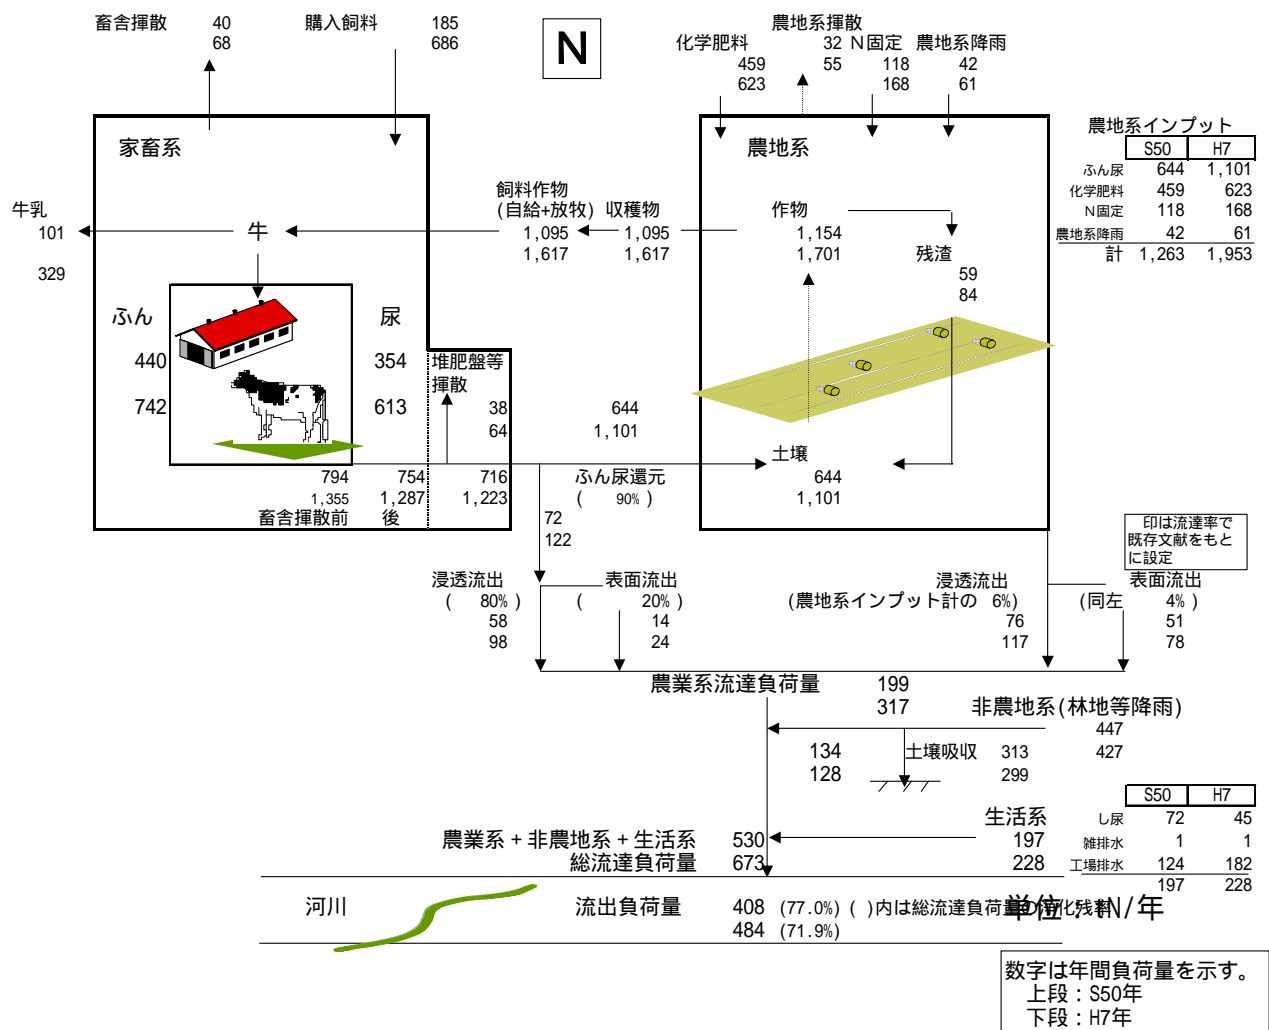 畜舎揮散 40
68
購入飼料 185
686
N
農地系揮散
32
55
化学肥料
459
623
N固定
118
168
農地系降雨
42
61
家畜系
農地系
農地系インプット
S50 H7
ふん尿 644 1,101
化学肥料 459 623
N固定 118 168
農地系降雨 42 61
計 1,263 1,953
牛乳
101
329
牛
飼料作物
(自給+放牧)
1,095
1,617
収穫物
1,095
1,617
作物
1,154
1,701
残渣
59
84
ふん
440
742
尿
354
613
堆肥盤等
揮散
38
64
644
1,101
土壌
644
1,101
794 754 716
1,355 1,287 1,223
畜舎揮散前 後
ふん尿還元
( 90%)
72
122
印は流達率で
既存文献をもと
に設定
浸透流出
( 80%)
58
98
表面流出
( 20%)
14
24
浸透流出
(農地系インプット計の 6%)
76
117
表面流出
(同左 4%)
51
78
農業系流達負荷量 199
317
非農地系(林地等降雨)
447
427
134
128
土壌吸収 313
299
生活系
197
228
S50 H7
し尿 72 45
雑排水 1 1
工場排水 124 182
197 228
農業系+非農地系+生活系 530
総流達負荷量 673
河川
流出負荷量 408 (77.0%) ( )内は総流達負荷量の浄化残率
484 (71.9%)
単位:tN/年
数字は年間負荷量を示す。
上段:S50年
下段:H7年